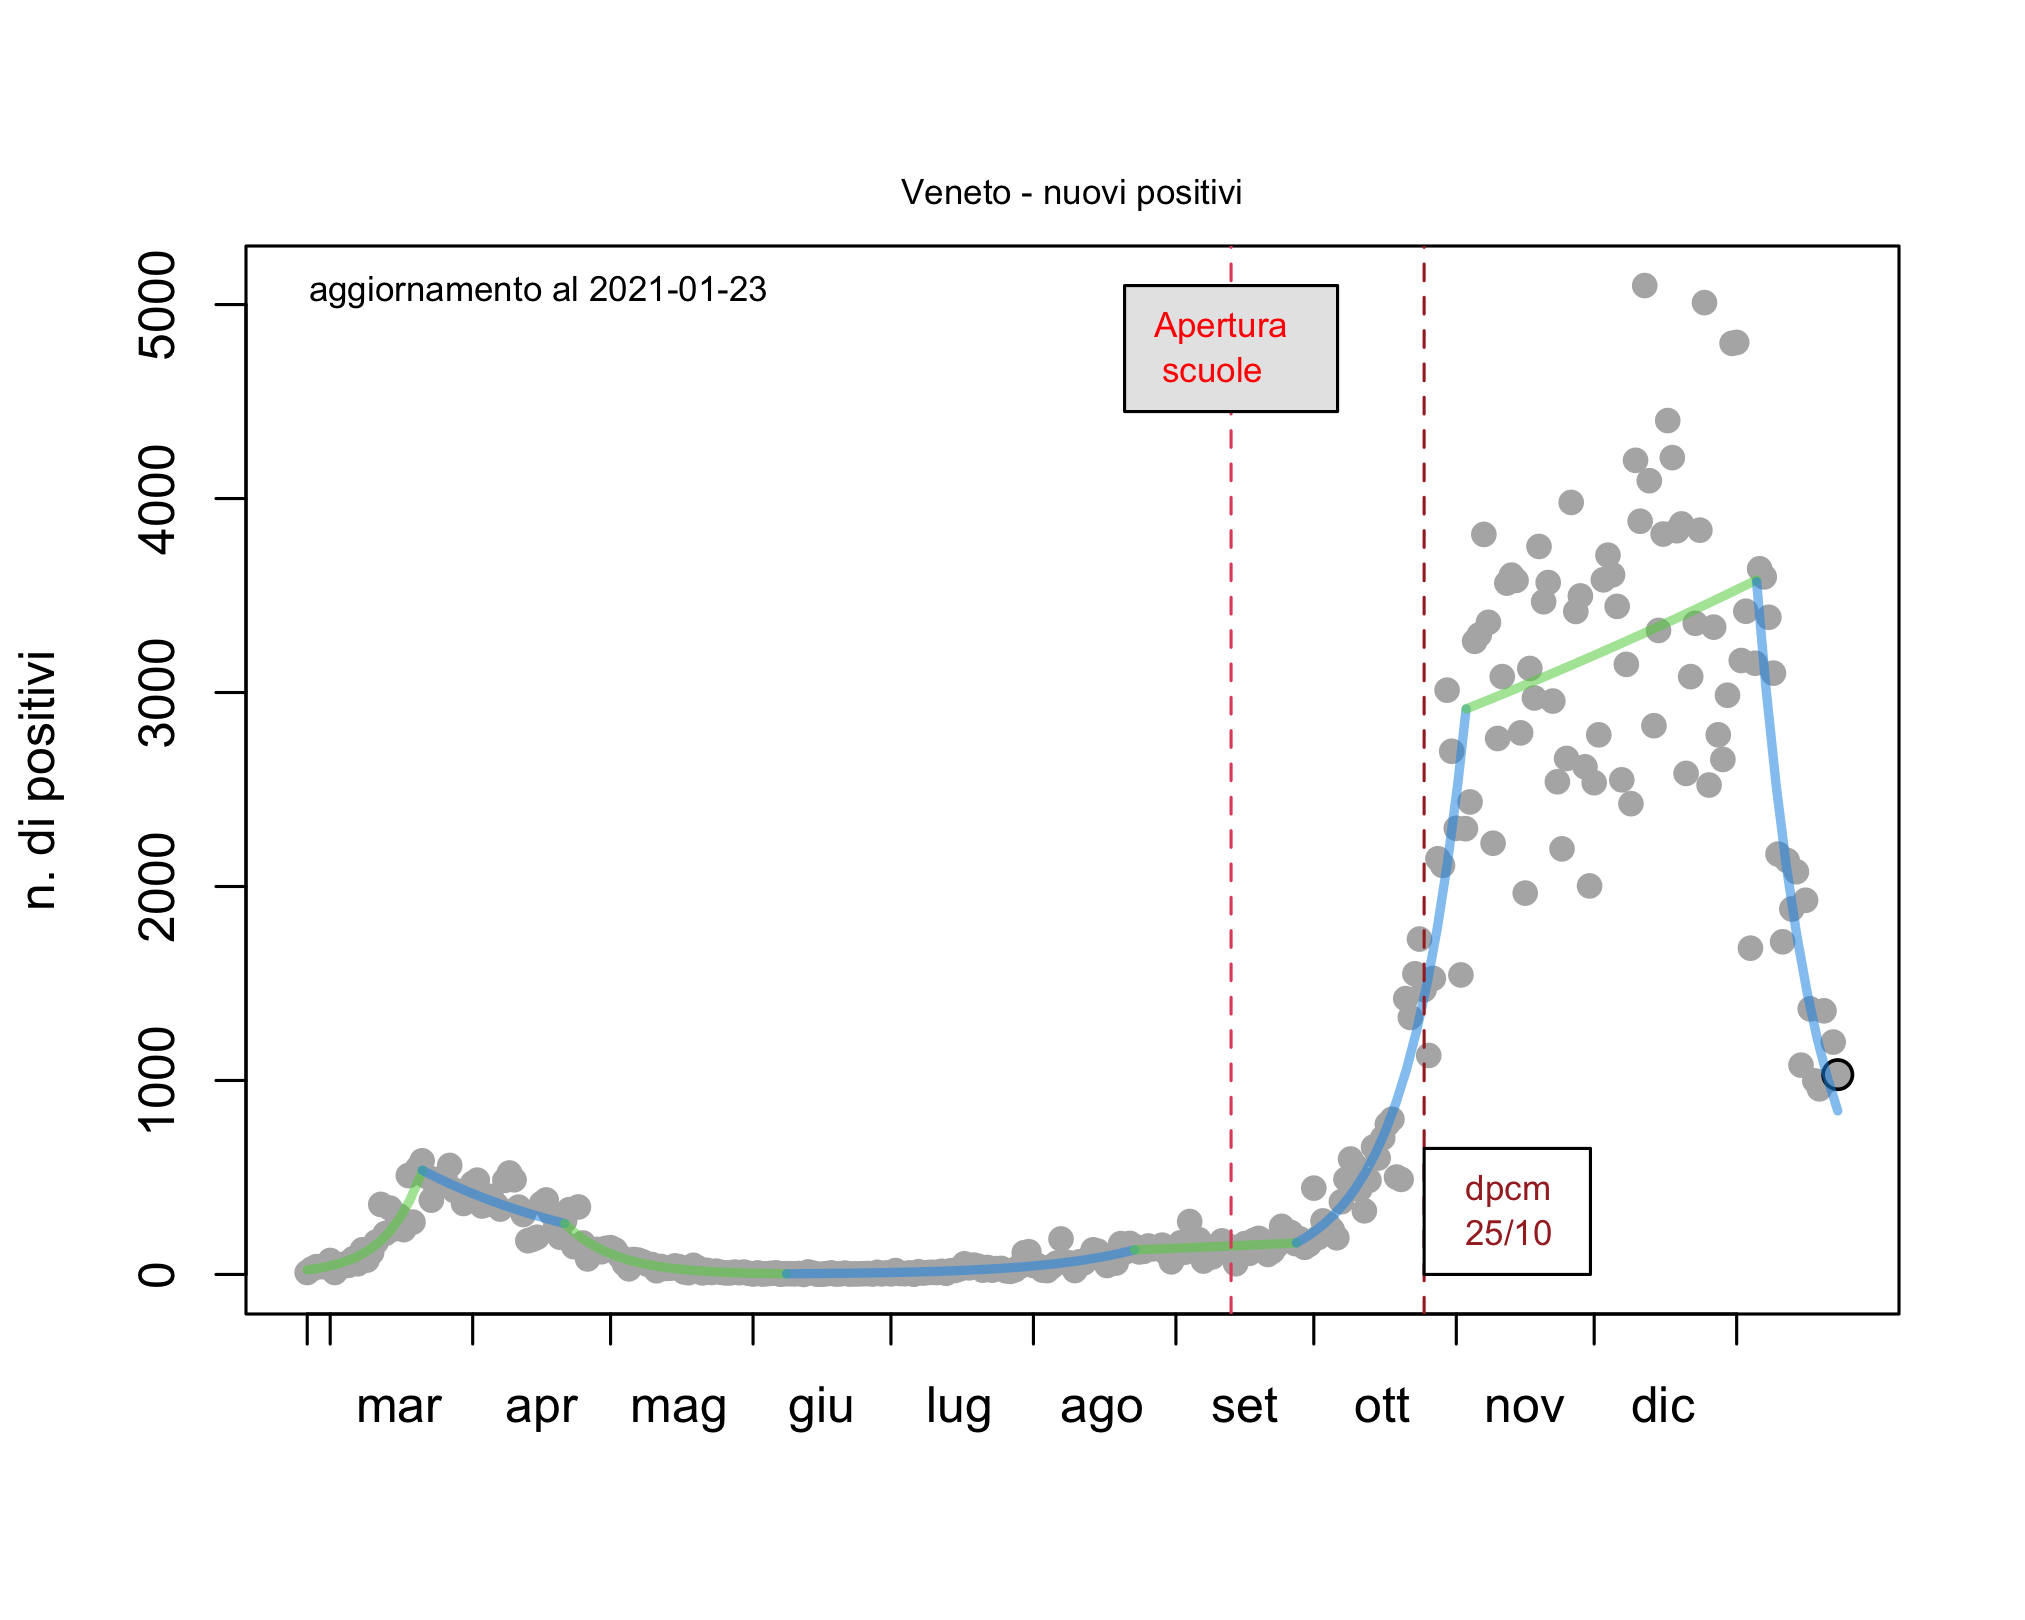 Veneto - nuovi positivi
aggiornamento al 2021-01-23
Apertura
scuole
n. di positivi
5000
4000
3000
2000
1000
0
dpcm
25/10
mar apr mag giu lug ago set ott nov dic